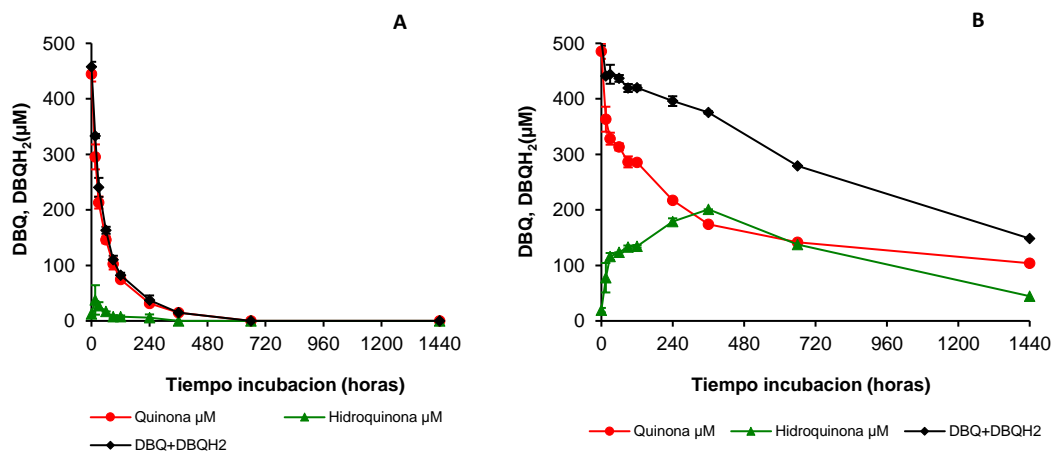 A
B
500
400
300
200
100
0
DBQ, DBQH₂(µM)
0 240 480 720 960 1200 1440
Tiempo incubacion (horas)
Quinona µM
Hidroquinona µM
DBQ+DBQH2
500
400
300
200
100
0
DBQ, DBQH₂(µM)
0 240 480 720 960 1200 1440
Tiempo incubacion (horas)
Quinona µM
Hidroquinona µM
DBQ+DBQH2